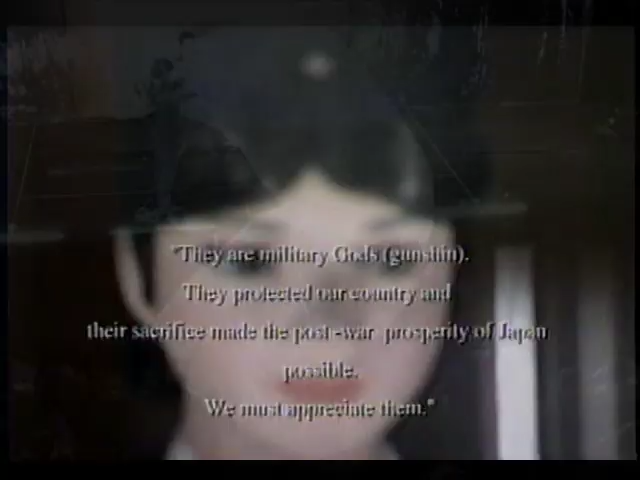 "They are military Gods (gunshin).
They protected our country and
their sacrifice made the post-war prosperity of Japan
possible.
We must appreciate them."